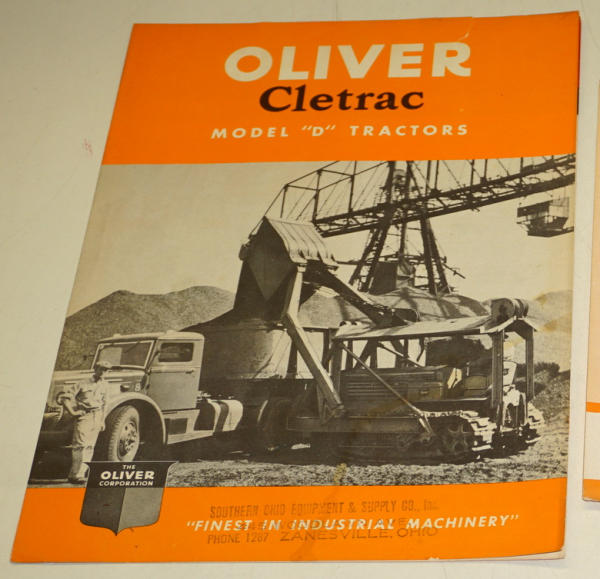 OLIVER
Cletrac
MODEL "D" TRACTORS
THE
OLIVER
CORPORATION
SOUTHERN OHIO EQUIPMENT & SUPPLY CO., Inc.
"FINEST IN INDUSTRIAL MACHINERY"
PHONE 1287 ZANESVILLE, OHIO